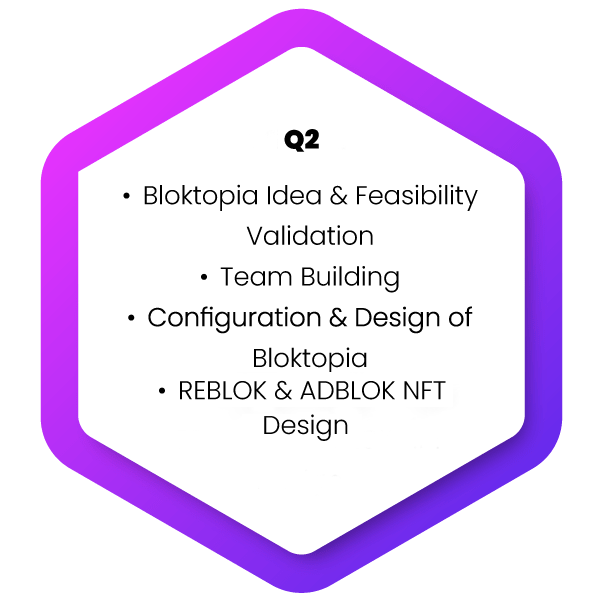 Q2
• Bloktopia Idea & Feasibility
Validation
• Team Building
• Configuration & Design of
Bloktopia
• REBLOK & ADBLOK NFT
Design